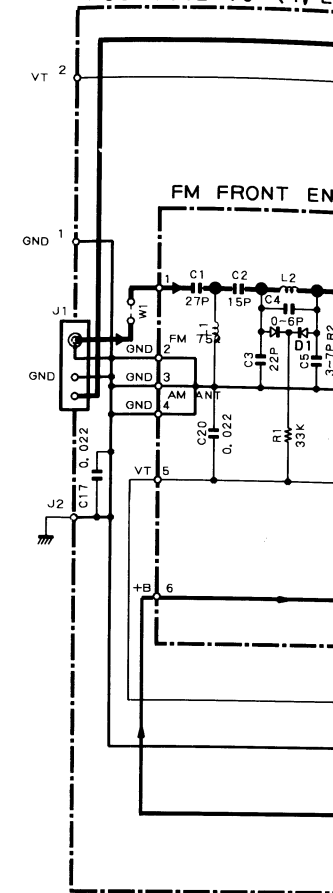 VT 2
FM FRONT EN
GND 1
1 C1 C2 L2
27P 15P C4
W1
0-6P
J1
FM 75Ω L1
D1
GND 2
C3 22P
C5 3-7P
R2
GND
GND 3
AM ANT
GND 4
C20 0.022
R1 33K
C17 0.022
VT 5
J2
+B 6